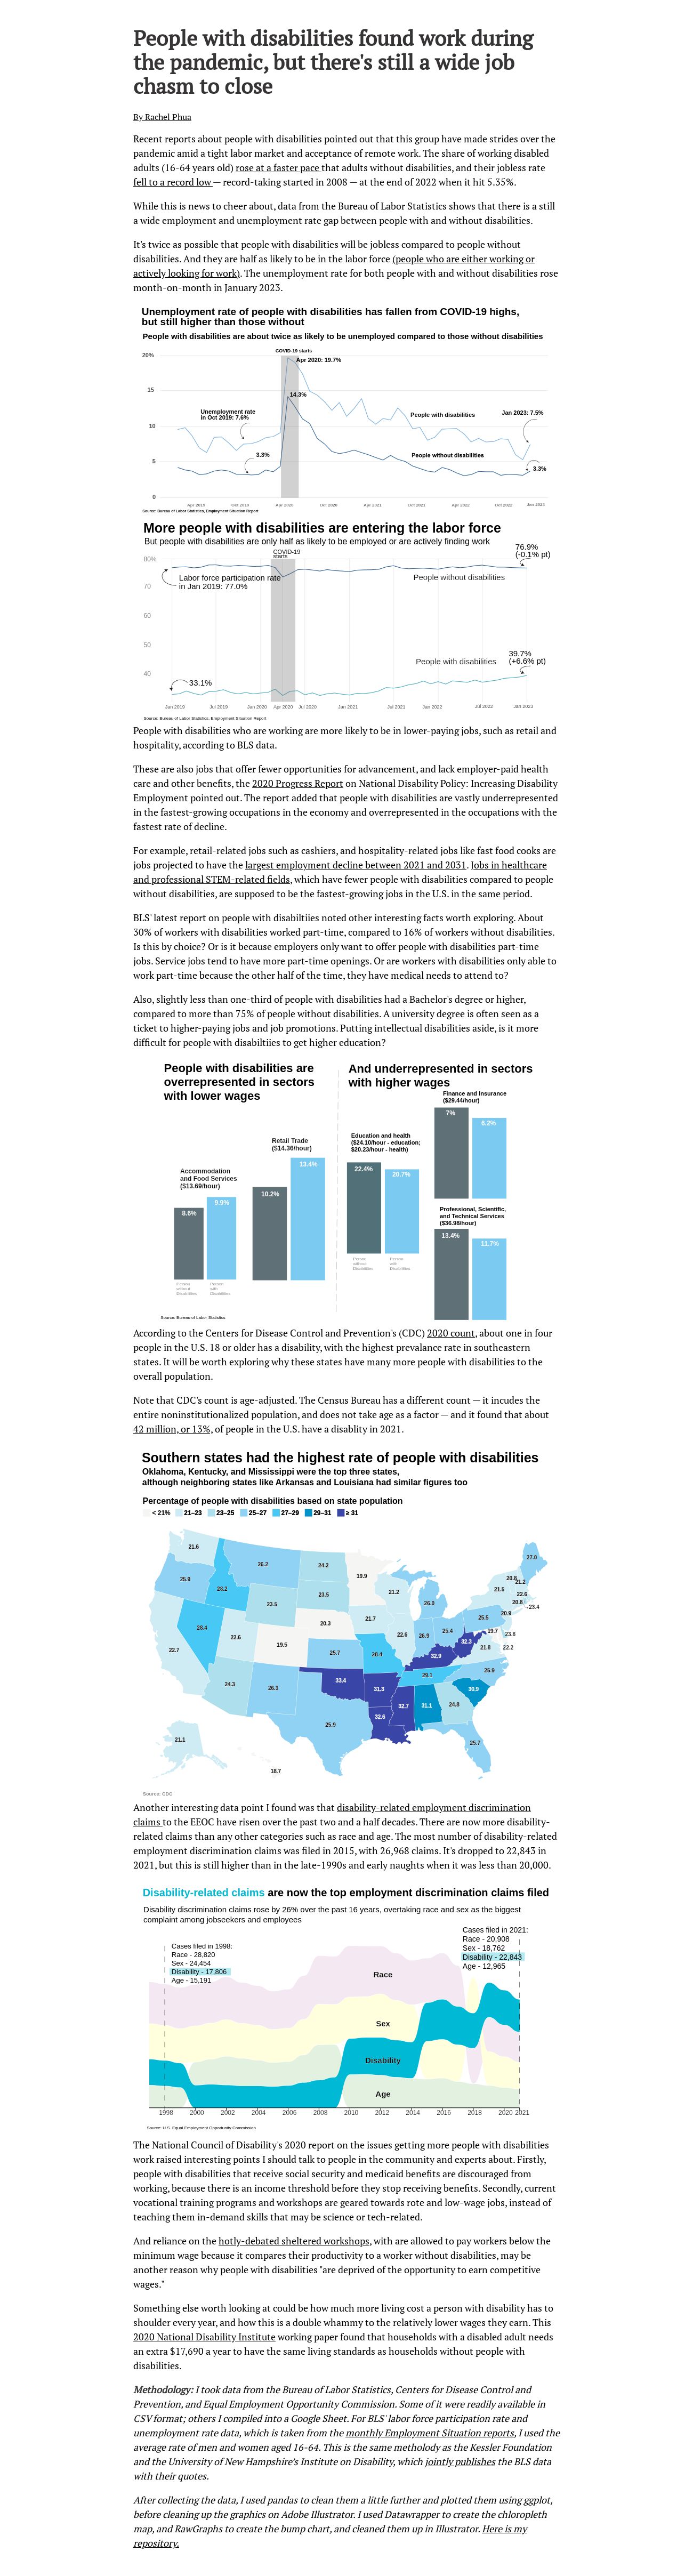 People with disabilities found work during
the pandemic, but there's still a wide job
chasm to close
By Rachel Phua
Recent reports about people with disabilities pointed out that this group have made strides over the
pandemic amid a tight labor market and acceptance of remote work. The share of working disabled
adults (16-64 years old) rose at a faster pace that adults without disabilities, and their jobless rate
fell to a record low — record-taking started in 2008 — at the end of 2022 when it hit 5.35%.
While this is news to cheer about, data from the Bureau of Labor Statistics shows that there is a still
a wide employment and unemployment rate gap between people with and without disabilities.
It's twice as possible that people with disabilities will be jobless compared to people without
disabilities. And they are half as likely to be in the labor force (people who are either working or
actively looking for work). The unemployment rate for both people with and without disabilities rose
month-on-month in January 2023.
Unemployment rate of people with disabilities has fallen from COVID-19 highs,
but still higher than those without
People with disabilities are about twice as likely to be unemployed compared to those without disabilities
COVID-19 starts
20%
Apr 2020: 19.7%
15
14.3%
Unemployment rate
in Oct 2019: 7.6%
People with disabilities
Jan 2023: 7.5%
10
3.3%
People without disabilities
5
3.3%
0
Apr 2019
Oct 2019
Apr 2020
Oct 2020
Apr 2021
Oct 2021
Apr 2022
Oct 2022
Jan 2023
Source: Bureau of Labor Statistics, Employment Situation Report
More people with disabilities are entering the labor force
But people with disabilities are only half as likely as employed or are actively finding work
76.9%
(-0.1% pt)
COVID-19
starts
80%
Labor force participation rate
in Jan 2019: 77.0%
People without disabilities
70
60
50
39.7%
(+6.6% pt)
People with disabilities
40
33.1%
Jan 2019
Jul 2019
Jan 2020
Apr 2020
Jul 2020
Jan 2021
Jul 2021
Jan 2022
Jul 2022
Jan 2023
Source: Bureau of Labor Statistics, Employment Situation Report
People with disabilities who are working are more likely to be in lower-paying jobs, such as retail and
hospitality, according to BLS data.
These are also jobs that offer fewer opportunities for advancement, and lack employer-paid health
care and other benefits, the 2020 Progress Report on National Disability Policy: Increasing Disability
Employment pointed out. The report added that people with disabilities are vastly underrepresented
in the fastest-growing occupations in the economy and overrepresented in the occupations with the
fastest rate of decline.
For example, retail-related jobs such as cashiers, and hospitality-related jobs like fast food cooks are
jobs projected to have the largest employment decline between 2021 and 2031. Jobs in healthcare
and professional STEM-related fields, which have fewer people with disabilities compared to people
without disabilities, are supposed to be the fastest-growing jobs in the U.S. in the same period.
BLS' latest report on people with disabiltiies noted other interesting facts worth exploring. About
30% of workers with disabilities worked part-time, compared to 16% of workers without disabilities.
Is this by choice? Or is it because employers only want to offer people with disabilities part-time
jobs. Service jobs tend to have more part-time openings. Or are workers with disabilities only able to
work part-time because the other half of the time, they have medical needs to attend to?
Also, slightly less than one-third of people with disabilities had a Bachelor's degree or higher,
compared to more than 75% of people without disabilities. A university degree is often seen as a
ticket to higher-paying jobs and job promotions. Putting intellectual disabilities aside, is it more
difficult for people with disabiltiies to get higher education?
People with disabilities are
overrepresented in sectors
with lower wages
And underrepresented in sectors
with higher wages
Finance and Insurance
($29.44/hour)
7%
6.2%
Retail Trade
($14.36/hour)
10.2%
13.4%
Education and health
($24.10/hour - education;
$20.23/hour - health)
22.4%
20.7%
Accommodation
and Food Services
($13.69/hour)
8.6%
9.9%
Professional, Scientific,
and Technical Services
($36.98/hour)
13.4%
11.7%
Person
without
Disabilities
Person
with
Disabilities
Person
without
Disabilities
Person
with
Disabilities
Source: Bureau of Labor Statistics
According to the Centers for Disease Control and Prevention's (CDC) 2020 count, about one in four
people in the U.S. 18 or older has a disability, with the highest prevalance rate in southeastern
states. It will be worth exploring why these states have many more people with disabilities to the
overall population.
Note that CDC's count is age-adjusted. The Census Bureau has a different count — it incudes the
entire noninstitutionalized population, and does not take age as a factor — and it found that about
42 million, or 13%, of people in the U.S. have a disablity in 2021.
Southern states had the highest rate of people with disabilities
Oklahoma, Kentucky, and Mississippi were the top three states,
although neighboring states like Arkansas and Louisiana had similar figures too
Percentage of people with disabilities based on state population
< 21% 21–23 23–25 25–27 27–29 29–31 ≥ 31
21.6
26.2
24.2
19.9
27.0
25.9
28.2
23.5
23.5
21.2
20.8
21.2
21.5
22.6
20.8
23.4
26.0
20.3
21.7
25.5
20.9
28.4
22.6
19.5
25.7
28.4
22.6
26.9
25.4
32.3
19.7
23.8
21.8
22.2
22.7
32.9
24.3
26.3
33.4
31.3
29.1
25.9
30.9
24.8
31.1
32.7
32.6
25.9
25.7
21.1
18.7
Source: CDC
Another interesting data point I found was that disability-related employment discrimination
claims to the EEOC have risen over the past two and a half decades. There are now more disability-
related claims than any other categories such as race and age. The most number of disability-related
employment discrimination claims was filed in 2015, with 26,968 claims. It's dropped to 22,843 in
2021, but this is still higher than in the late-1990s and early naughts when it was less than 20,000.
Disability-related claims are now the top employment discrimination claims filed
Disability discrimination claims rose by 26% over the past 16 years, overtaking race and sex as the biggest
complaint among jobseekers and employees
Cases filed in 1998:
Race - 28,820
Sex - 24,454
Disability - 17,806
Age - 15,191
Cases filed in 2021:
Race - 20,908
Sex - 18,762
Disability - 22,843
Age - 12,965
Race
Sex
Disability
Age
1998 2000 2002 2004 2006 2008 2010 2012 2014 2016 2018 2020 2021
Source: U.S. Equal Employment Opportunity Commission
The National Council of Disability's 2020 report on the issues getting more people with disabilities
work raised interesting points I should talk to people in the community and experts about. Firstly,
people with disabilities that receive social security and medicaid benefits are discouraged from
working, because there is an income threshold before they stop receiving benefits. Secondly, current
vocational training programs and workshops are geared towards rote and low-wage jobs, instead of
teaching them in-demand skills that may be science or tech-related.
And reliance on the hotly-debated sheltered workshops, with are allowed to pay workers below the
minimum wage because it compares their productivity to a worker without disabilities, may be
another reason why people with disabilities "are deprived of the opportunity to earn competitive
wages."
Something else worth looking at could be how much more living cost a person with disability has to
shoulder every year, and how this is a double whammy to the relatively lower wages they earn. This
2020 National Disability Institute working paper found that households with a disabled adult needs
an extra $17,690 a year to have the same living standards as households without people with
disabilities.
Methodology: I took data from the Bureau of Labor Statistics, Centers for Disease Control and
Prevention, and Equal Employment Opportunity Commission. Some of it were readily available in
CSV format; others I compiled into a Google Sheet. For BLS' labor force participation rate and
unemployment rate data, which is taken from the monthly Employment Situation reports, I used the
average rate of men and women aged 16-64. This is the same metholody as the Kessler Foundation
and the University of New Hampshire's Institute on Disability, which jointly publishes the BLS data
with their quotes.
After collecting the data, I used pandas to clean them a little further and plotted them using ggplot,
before cleaning up the graphics on Adobe Illustrator. I used Datawrapper to create the chloropleth
map, and RawGraphs to create the bump chart, and cleaned them up in Illustrator. Here is my
repository.